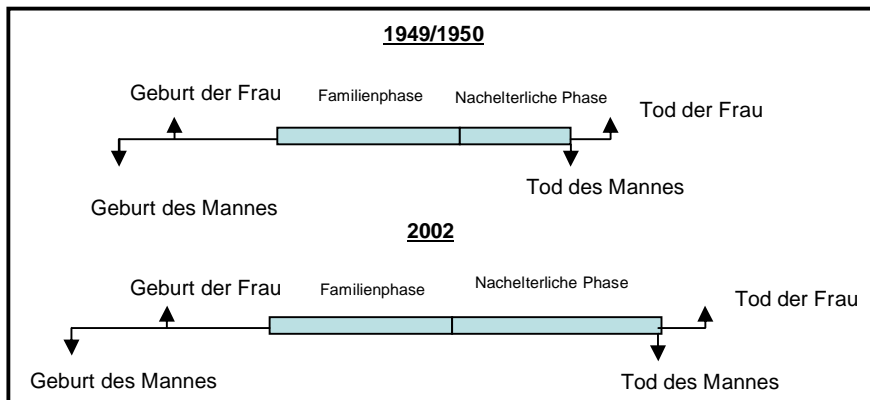 1949/1950
Geburt der Frau
Familienphase
Nachelterliche Phase
Tod der Frau
Geburt des Mannes
Tod des Mannes
2002
Geburt der Frau
Familienphase
Nachelterliche Phase
Tod der Frau
Geburt des Mannes
Tod des Mannes